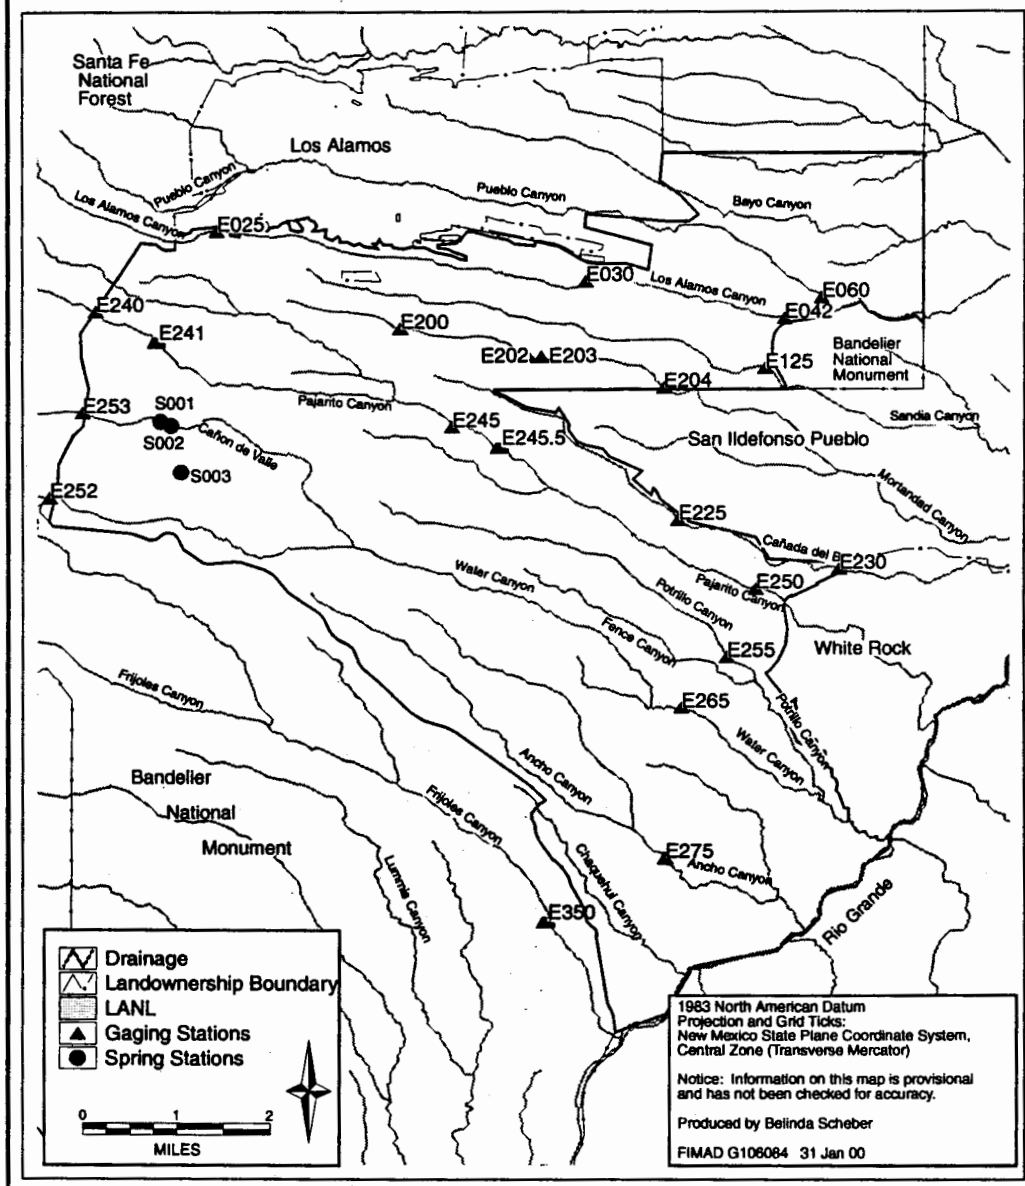 Santa Fe
National
Forest
Los Alamos
Pueblo Canyon
Pueblo Canyon
Los Alamos Canyon
Bayo Canyon
E025
E030
Los Alamos Canyon
E060
E042
E240
E241
E200
E202
E203
E125
E204
Bandelier
National
Monument
Pajarito Canyon
Sandia Canyon
E253
S001
S002
Cañon de Valle
S003
E245
E245.5
San Ildefonso Pueblo
Mortandad Canyon
E252
E225
Cañada del B
E230
Water Canyon
Potrillo Canyon
Pajarito Canyon
E250
Fence Canyon
E255
White Rock
Frijoles Canyon
E265
Potrillo Canyon
Water Canyon
Ancho Canyon
Bandelier
National
Monument
Frijoles Canyon
Lummis Canyon
Chaquehui Canyon
E275
Ancho Canyon
E350
Rio Grande
Drainage
Landownership Boundary
LANL
Gaging Stations
Spring Stations
0 1 2
MILES
1983 North American Datum
Projection and Grid Ticks:
New Mexico State Plane Coordinate System,
Central Zone (Transverse Mercator)
Notice: Information on this map is provisional
and has not been checked for accuracy.
Produced by Belinda Scheber
FIMAD G106084 31 Jan 00